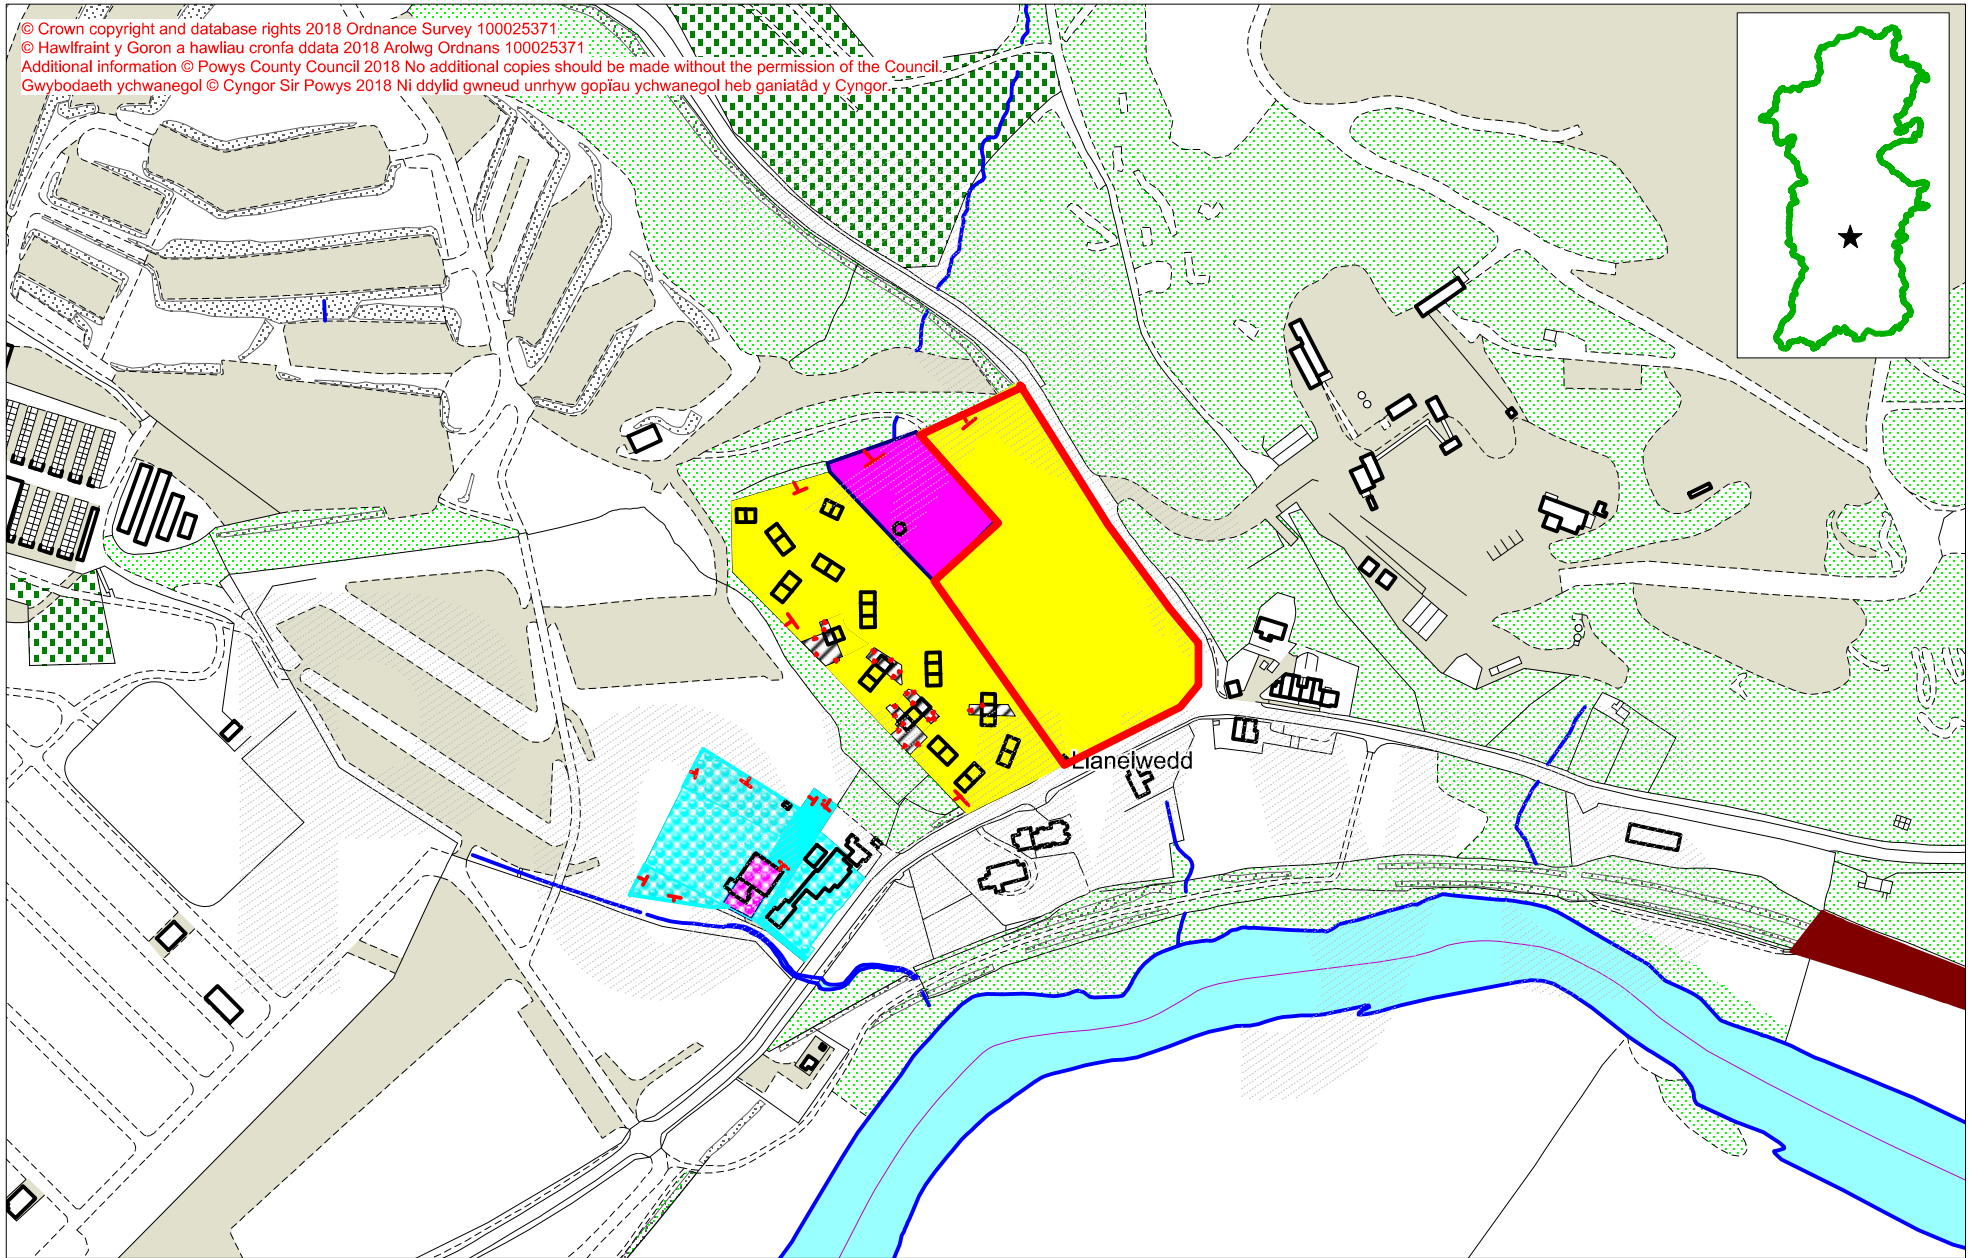 © Crown copyright and database rights 2018 Ordnance Survey 100025371
© Hawlfraint y Goron a hawliau cronfa ddata 2018 Arolwg Ordnans 100025371
Additional information © Powys County Council 2018 No additional copies should be made without the permission of the Council.
Gwybodaeth ychwanegol © Cyngor Sir Powys 2018 Ni ddylid gwneud unrhyw gopïau ychwanegol heb ganiatâd y Cyngor.
Llanelwedd